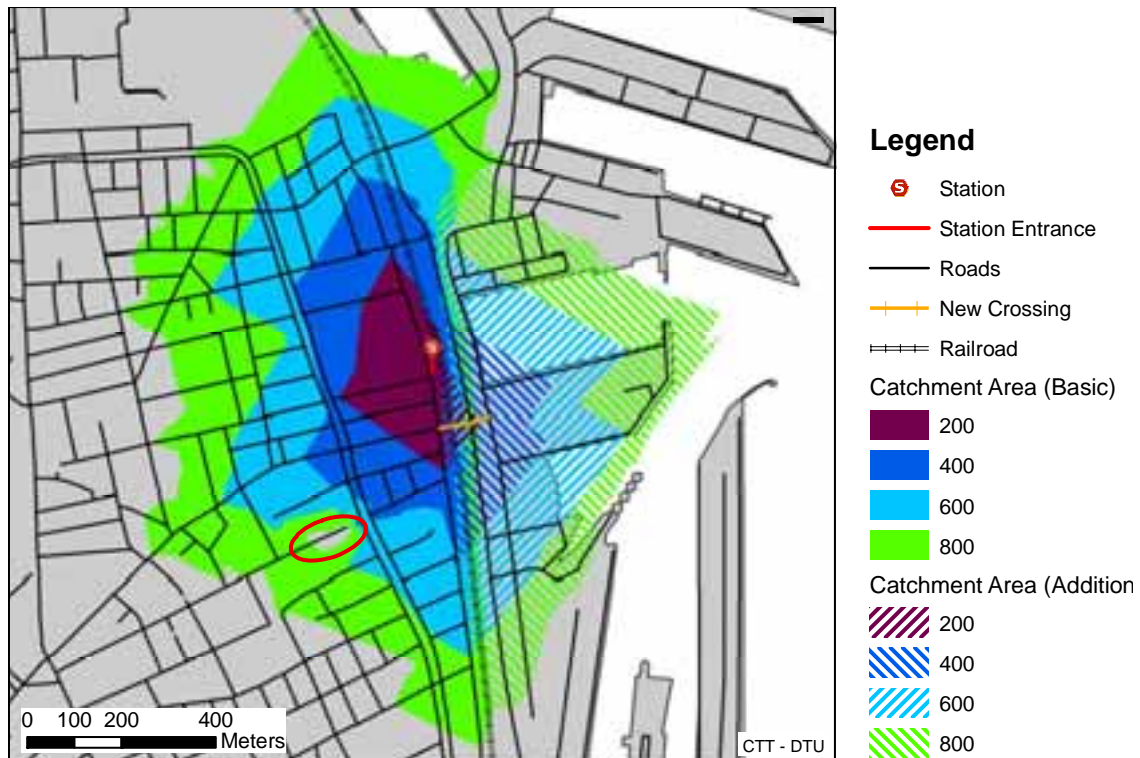 Legend
S Station
Station Entrance
Roads
New Crossing
Railroad
Catchment Area (Basic)
200
400
600
800
Catchment Area (Addition
200
400
600
800
S
0 100 200 400
Meters
CTT - DTU